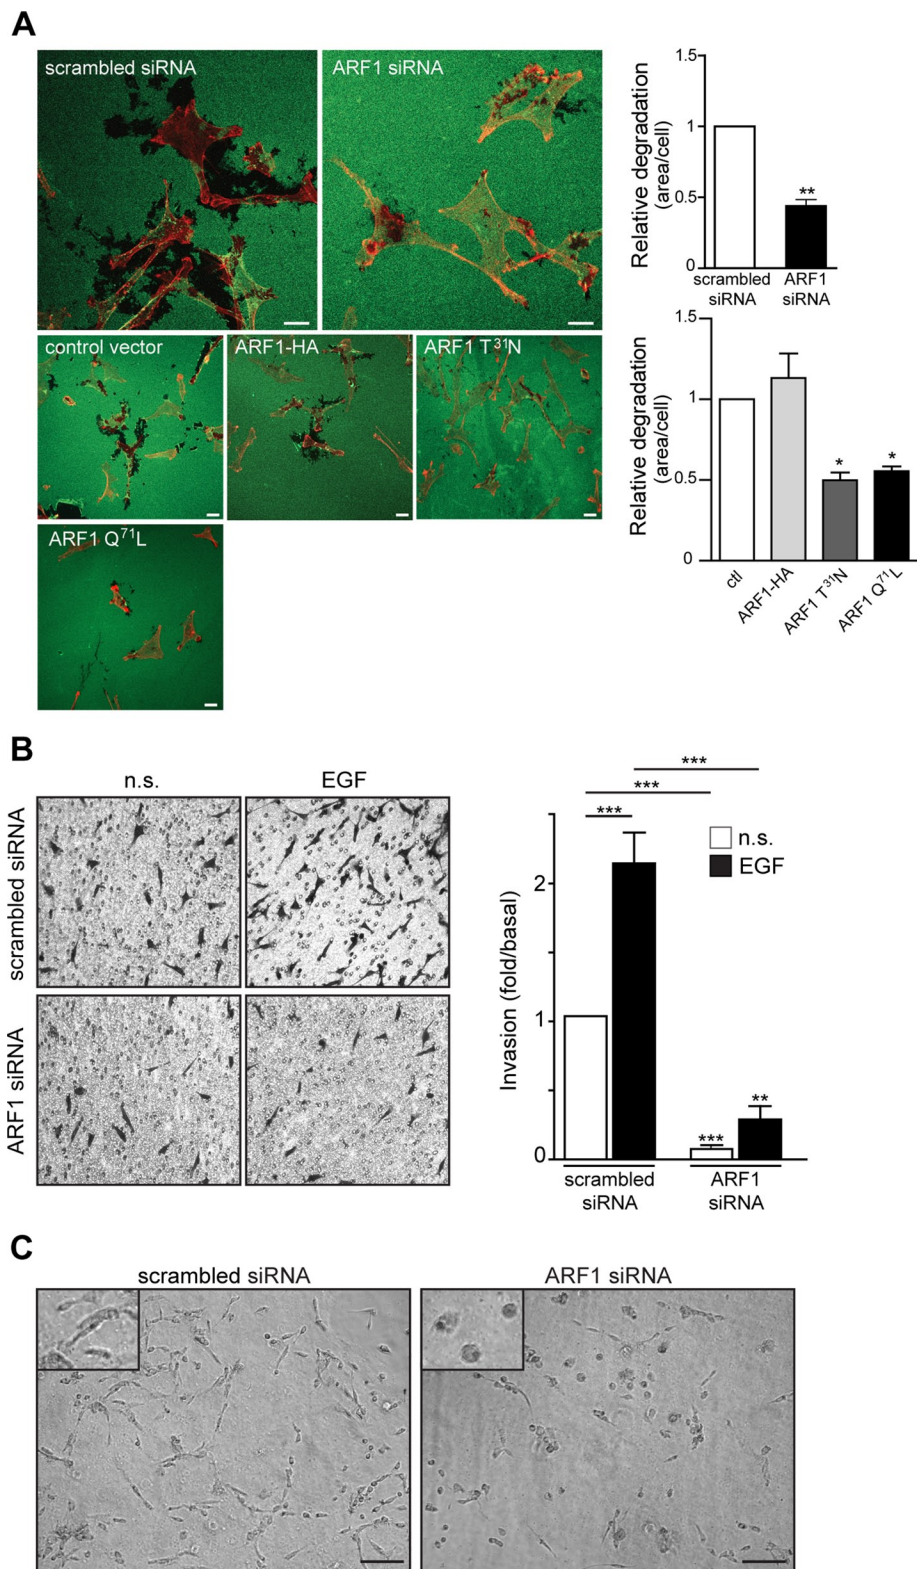 A
scrambled siRNA
ARF1 siRNA
control vector
ARF1-HA
ARF1 T³¹N
ARF1 Q⁷¹L
Relative degradation
(area/cell)
1.5
1
0.5
0
**
scrambled
siRNA
ARF1
siRNA
Relative degradation
(area/cell)
1.5
1
0.5
0
*
*
ctl
ARF1-HA
ARF1 T³¹N
ARF1 Q⁷¹L
B
n.s.
EGF
scrambled siRNA
ARF1 siRNA
Invasion (fold/basal)
2
1
0
***
***
***
n.s.
EGF
***
**
scrambled
siRNA
ARF1
siRNA
C
scrambled siRNA
ARF1 siRNA